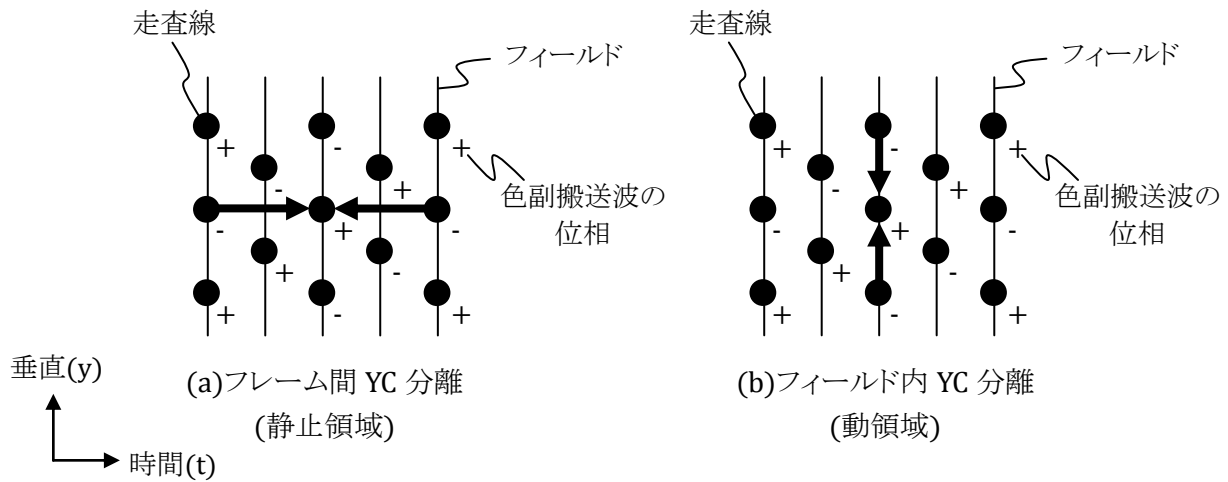 走査線
フィールド
+
-
+
-
+
+
-
+
-
+
-
+
-
+
色副搬送波の
位相
(a)フレーム間 YC 分離
(静止領域)
走査線
フィールド
+
-
+
-
+
+
-
+
-
+
-
+
-
+
色副搬送波の
位相
(b)フィールド内 YC 分離
(動領域)
垂直(y)
時間(t)